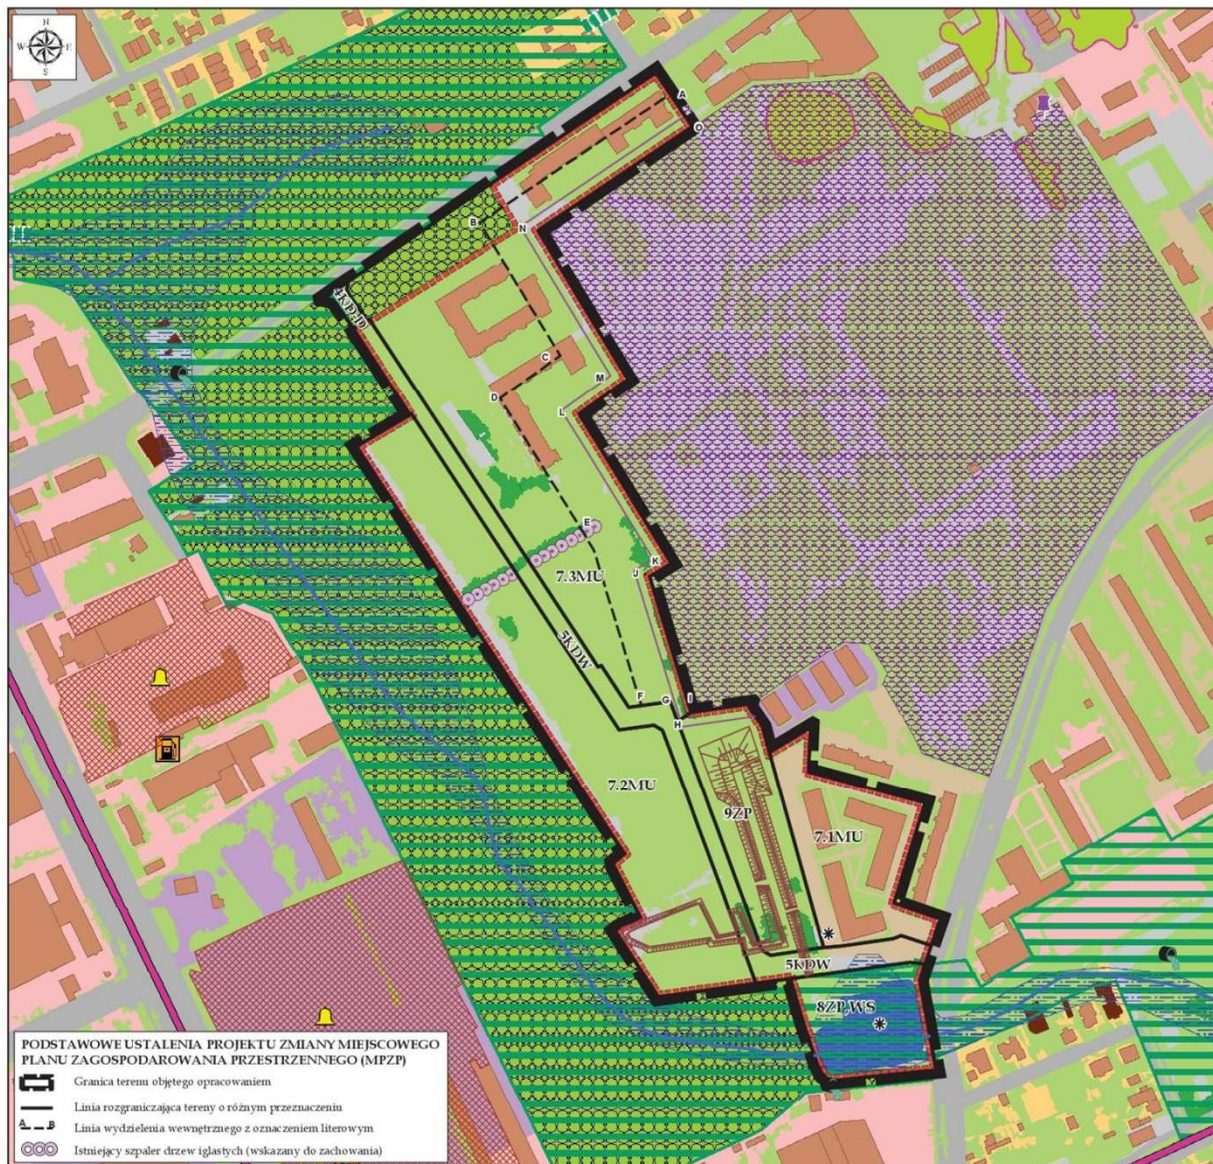 N
W E
S
A
O
B
N
4KD-D
C
M
D
L
E
K
7.3MU
J
5KDW
F
G
I
H
7.2MU
9ZP
7.1MU
5KDW
8ZP,WS
PODSTAWOWE USTALENIA PROJEKTU ZMIANY MIEJSCOWEGO
PLANU ZAGOSPODAROWANIA PRZESTRZENNEGO (MPZP)
Granica terenu objętego opracowaniem
Linia rozgraniczająca tereny o różnym przeznaczeniu
A B Linia wydzielenia wewnętrznego z oznaczeniem literowym
Istniejący szpaler drzew iglastych (wskazany do zachowania)